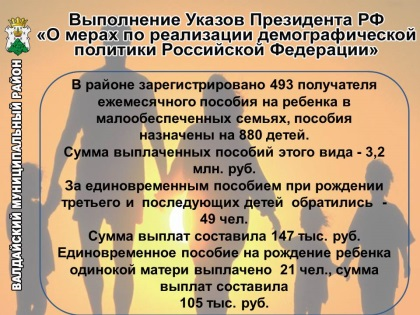 Выполнение Указов Президента РФ
«О мерах по реализации демографической
политики Российской Федерации»
ВАЛДАЙСКИЙ МУНИЦИПАЛЬНЫЙ РАЙОН
В районе зарегистрировано 493 получателя
ежемесячного пособия на ребенка в
малообеспеченных семьях, пособия
назначены на 880 детей.
Сумма выплаченных пособий этого вида - 3,2
млн. руб.
За единовременным пособием при рождении
третьего и последующих детей обратились -
49 чел.
Сумма выплат составила 147 тыс. руб.
Единовременное пособие на рождение ребенка
одинокой матери выплачено 21 чел., сумма
выплат составила
105 тыс. руб.